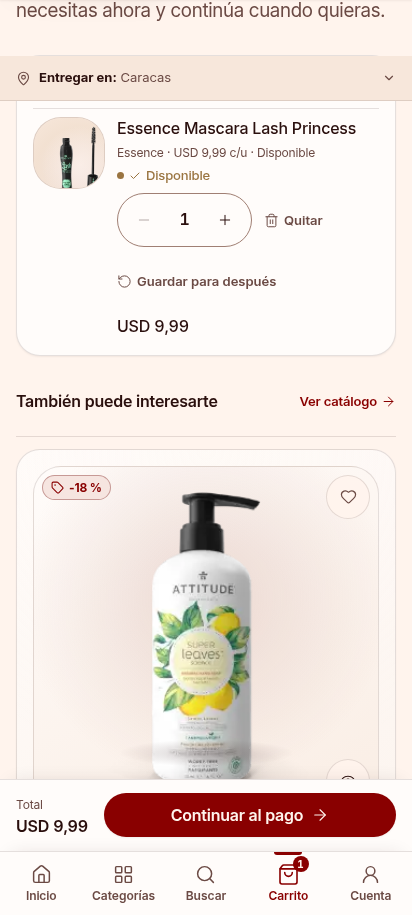 necesitas ahora y continúa cuando quieras.
Entregar en: Caracas
Essence Mascara Lash Princess
Essence · USD 9,99 c/u · Disponible
Disponible
1
Quitar
Guardar para después
USD 9,99
También puede interesarte
Ver catálogo
-18 %
ATTITUDE
SUPER
leaves
Total
USD 9,99
Continuar al pago
1
Inicio
Categorías
Buscar
Carrito
Cuenta